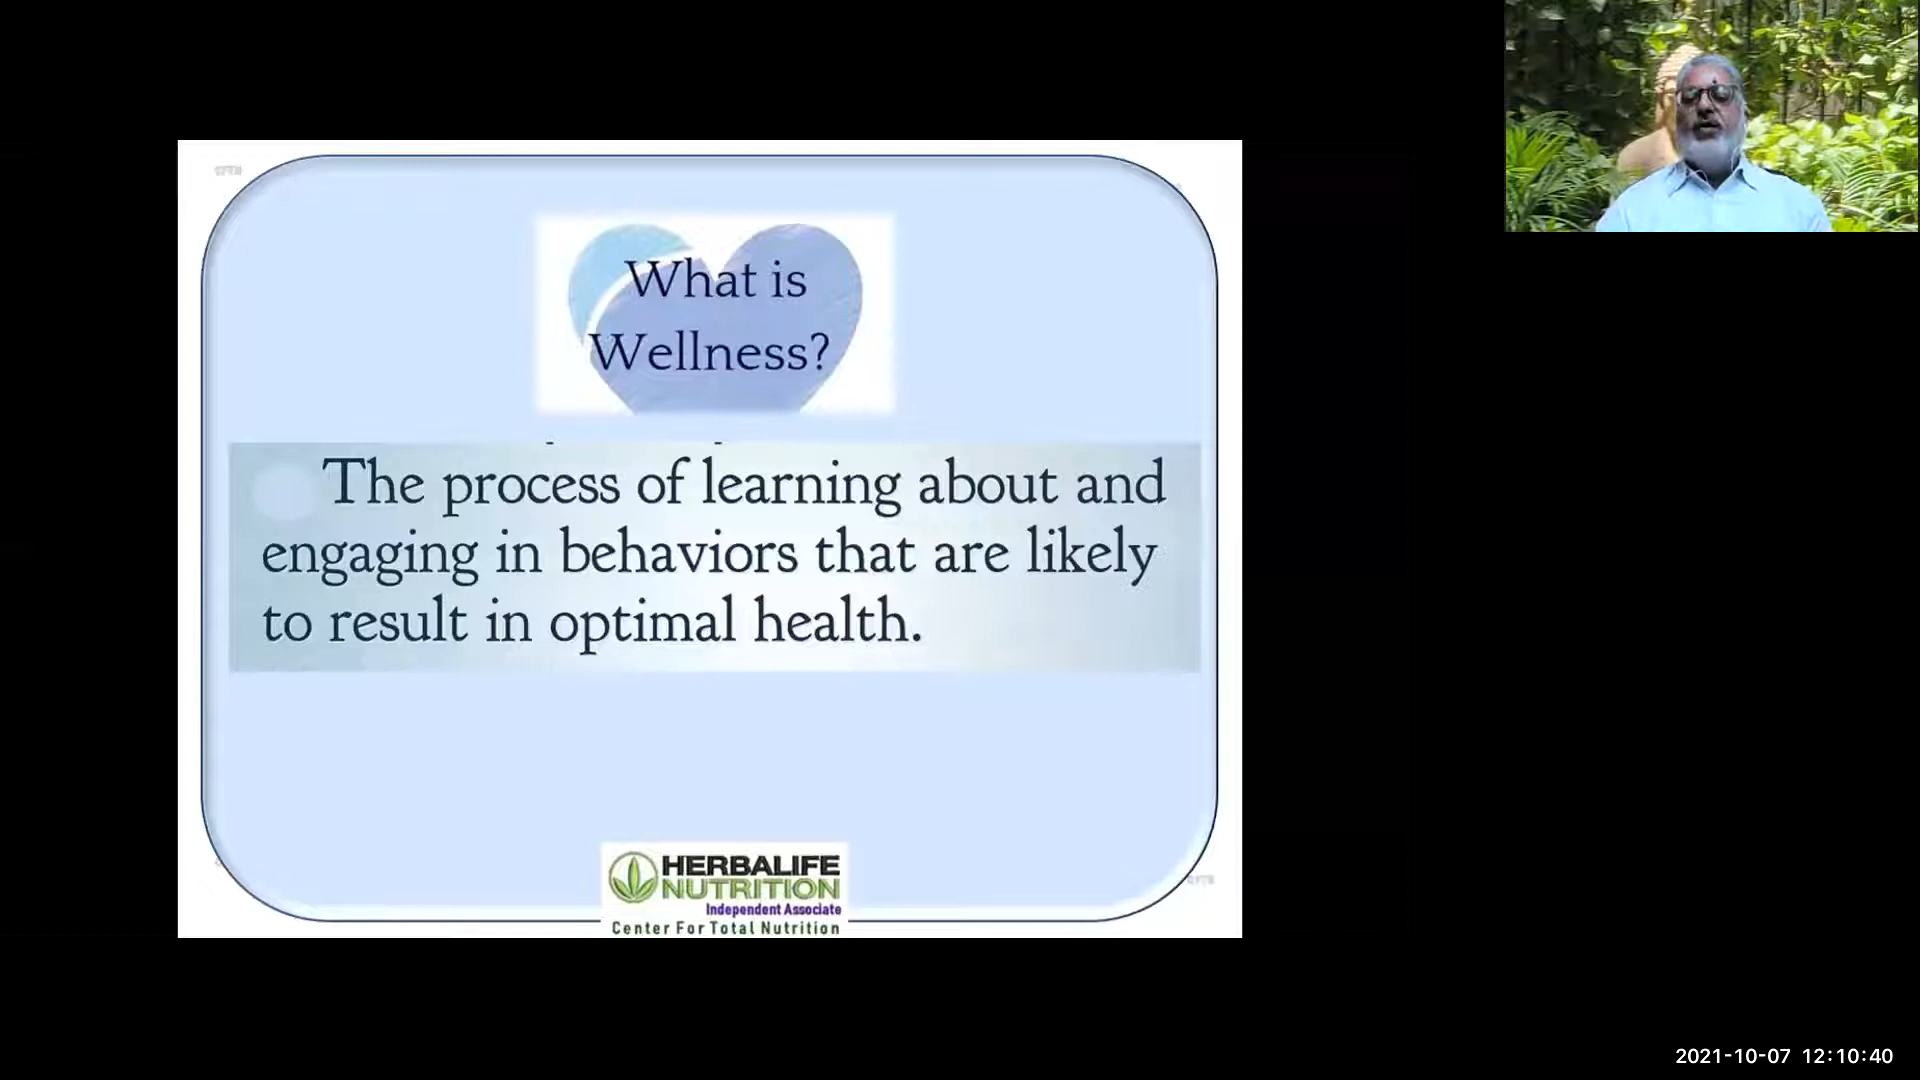 What is
Wellness?
The process of learning about and
engaging in behaviors that are likely
to result in optimal health.
HERBALIFE
NUTRITION
Independent Associate
Center For Total Nutrition
2021-10-07 12:10:40